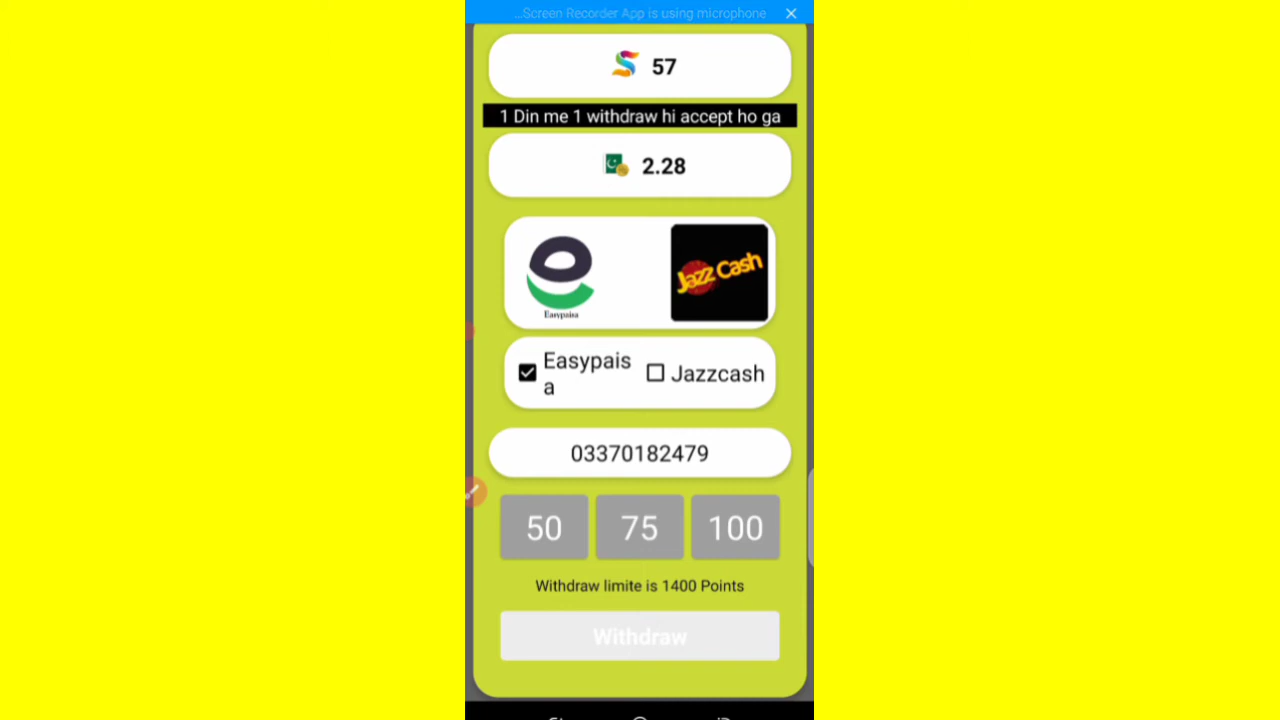 ...Screen Recorder App is using microphone
57
1 Din me 1 withdraw hi accept ho ga
2.28
Easypaisa
Jazz Cash
Easypais
a
Jazzcash
03370182479
50 75 100
Withdraw limite is 1400 Points
Withdraw